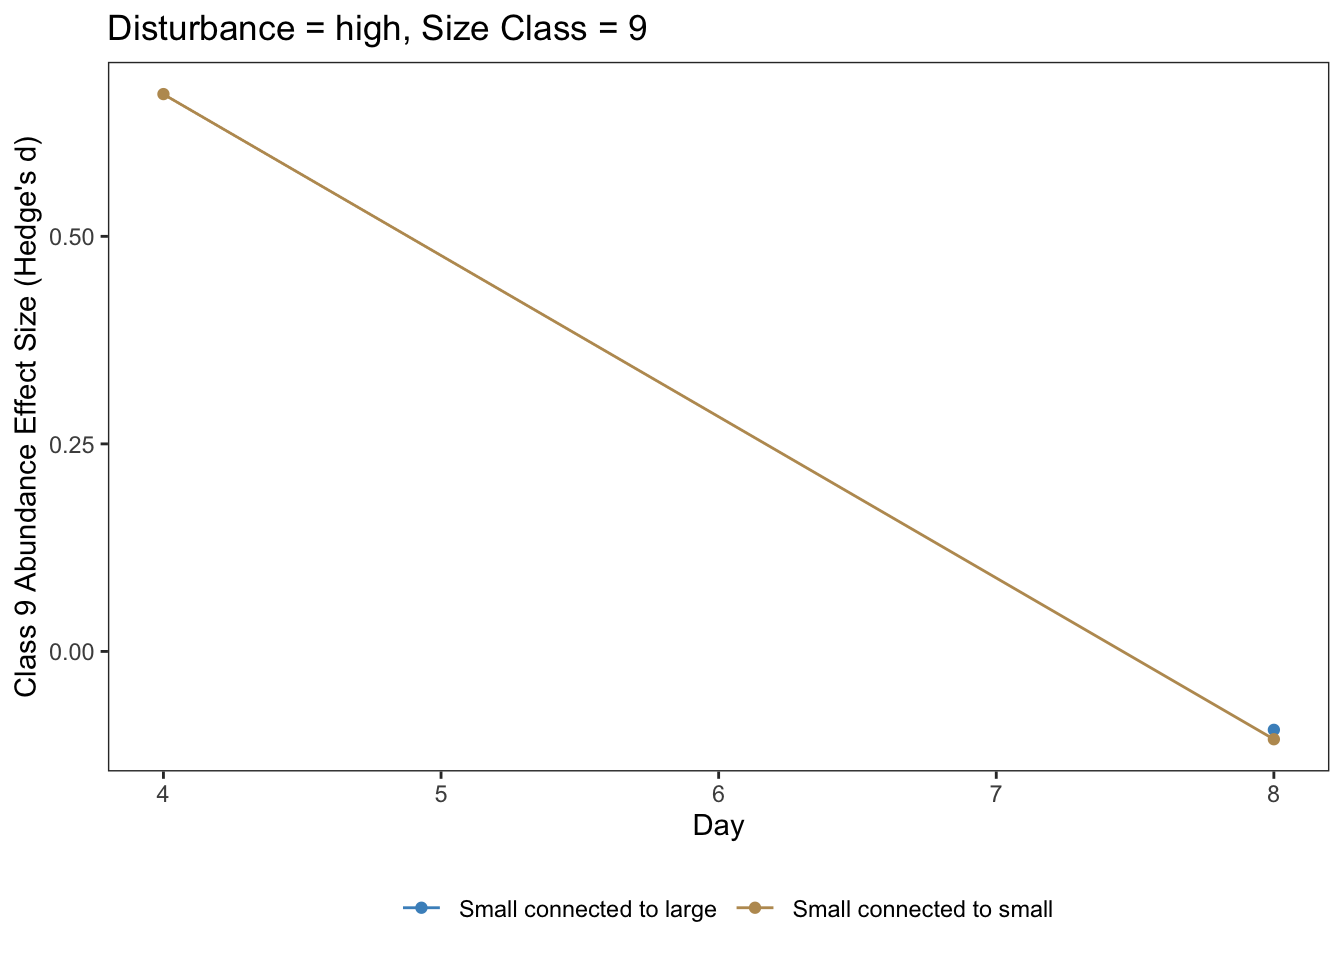 Disturbance = high, Size Class = 9
Class 9 Abundance Effect Size (Hedge's d)
0.50
0.25
0.00
4 5 6 7 8
Day
Small connected to large Small connected to small